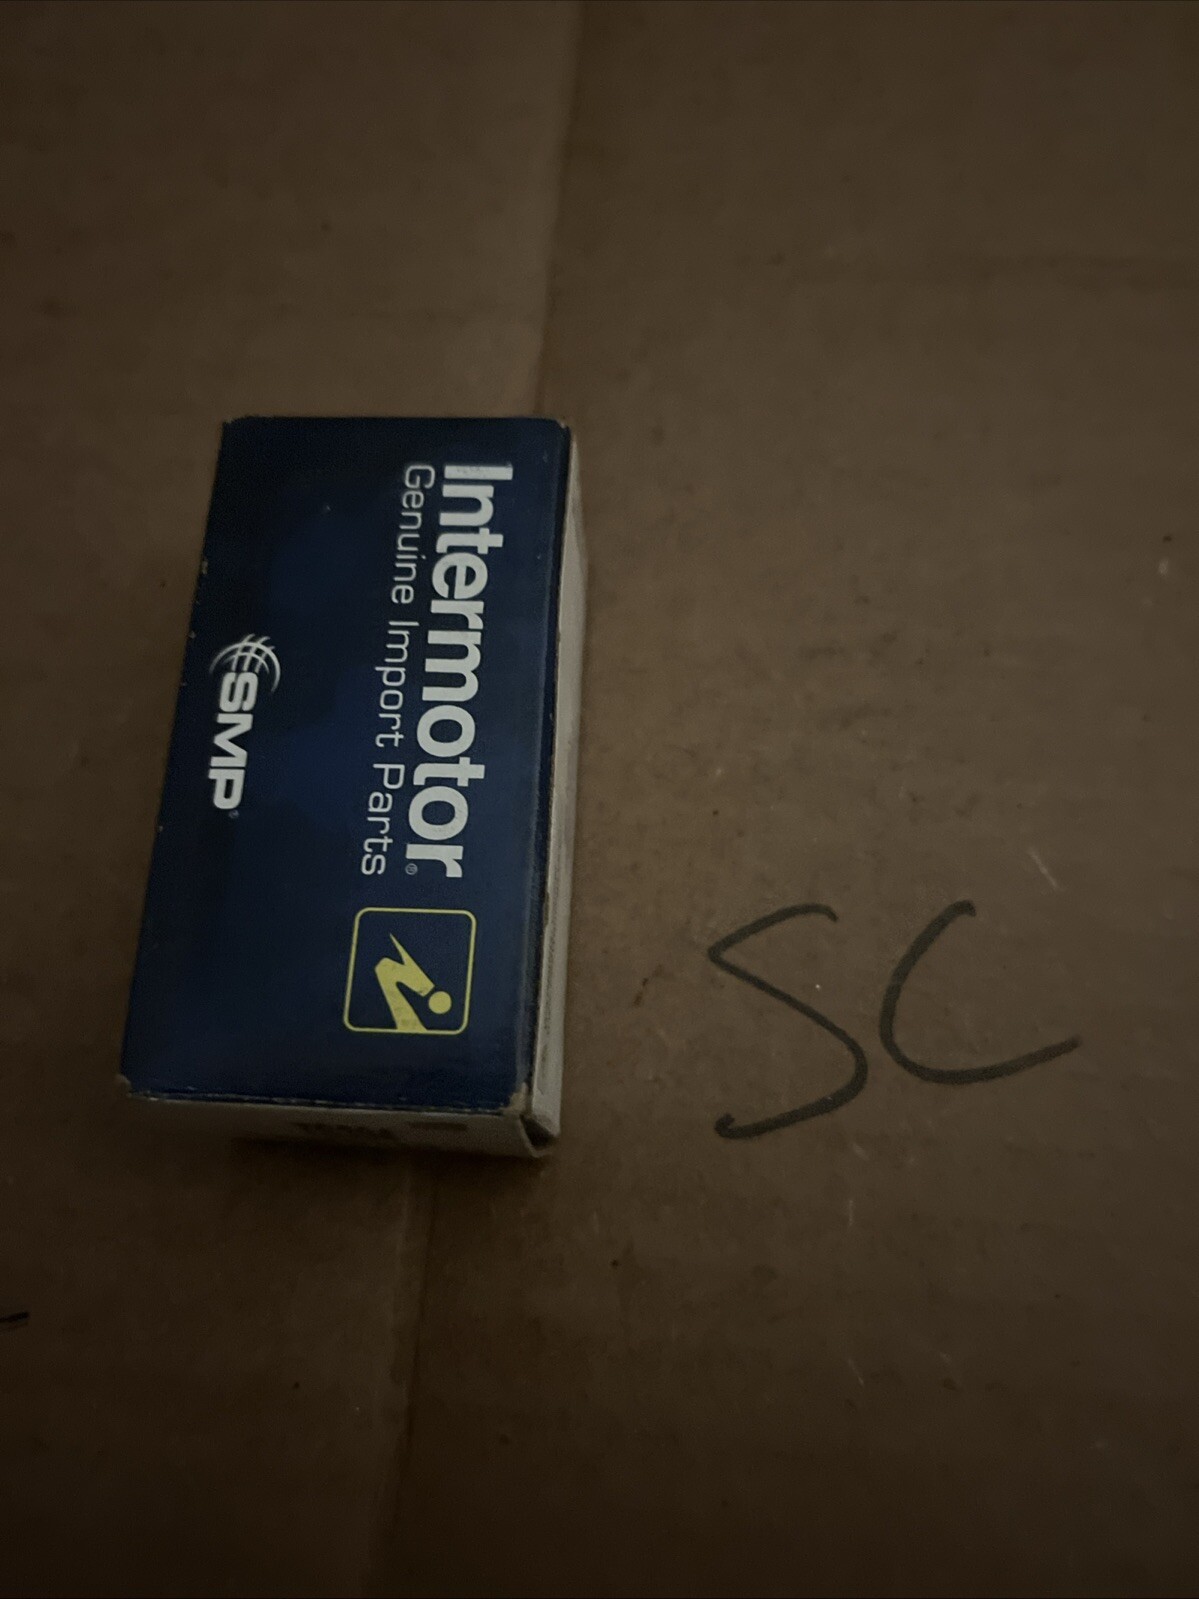 Intermotor®
Genuine Import Parts
SMP®
SC